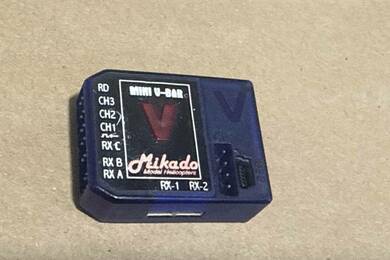 RD
CH3
CH2
CH1
RX C
RX B
RX A
MINI V-BAR
V
Mikado
Model Helicopters
RX-1 RX-2
V